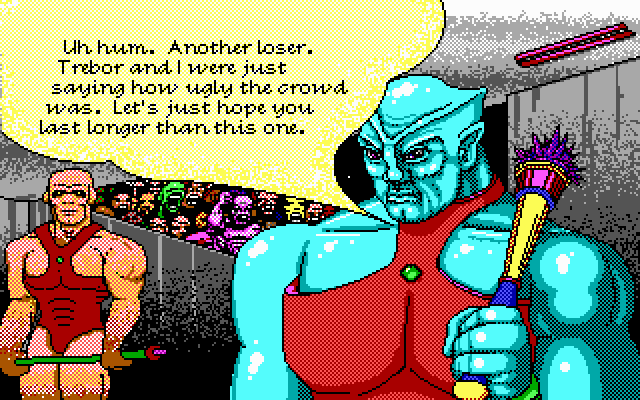 Uh hum. Another loser.
Trebor and I were just
saying how ugly the crowd
was. Let's just hope you
last longer than this one.